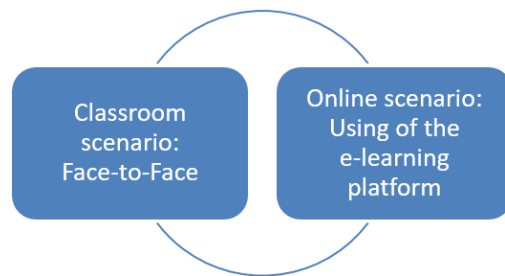 Classroom
scenario:
Face-to-Face
Online scenario:
Using of the
e-learning
platform